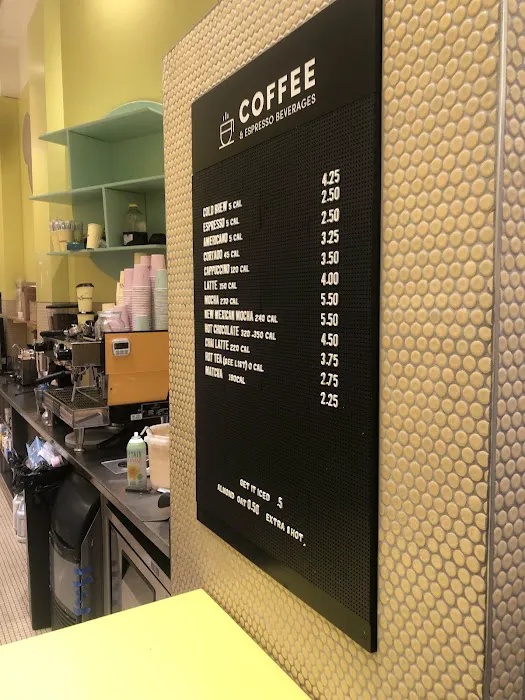 COFFEE
& ESPRESSO BEVERAGES
COLD BREW 5 CAL 4.25
ESPRESSO 5 CAL 2.50
AMERICANO 5 CAL 2.50
CORTADO 45 CAL 3.25
CAPPUCCINO 120 CAL 3.50
LATTE 150 CAL 4.00
MOCHA 270 CAL 5.50
NEW MEXICAN MOCHA 240 CAL 5.50
HOT CHOCOLATE 320-350 CAL 4.50
CHAI LATTE 220 CAL 3.75
HOT TEA (SEE LIST) 0 CAL 2.75
MATCHA 180CAL 2.25
GET IT ICED .5
ALMOND OAT 0.50 EXTRA SHOT.